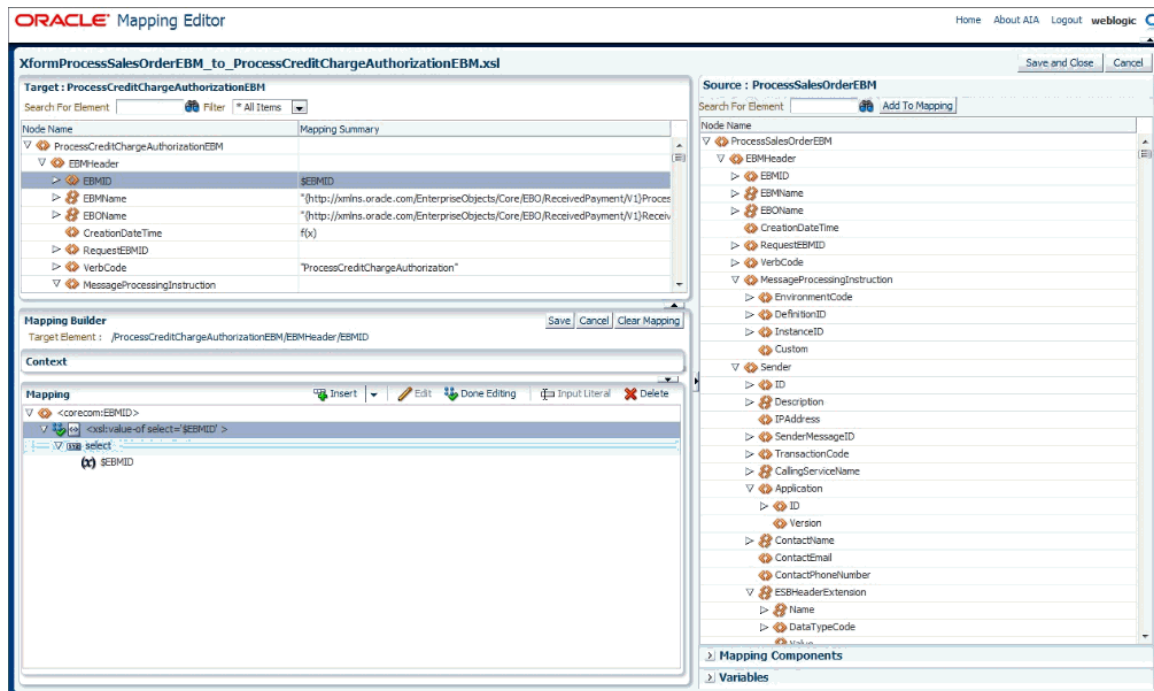 ORACLE Mapping Editor
Home About AIA Logout weblogic
XformProcessSalesOrderEBM_to_ProcessCreditChargeAuthorizationEBM.xsl
Save and Close Cancel
Target : ProcessCreditChargeAuthorizationEBM
Search For Element Filter * All Items
Node Name Mapping Summary
ProcessCreditChargeAuthorizationEBM
EBMHeader
EBMID $EBMID
EBMName "{http://xmlns.oracle.com/EnterpriseObjects/Core/EBO/ReceivedPayment/V1}Proces
EBOName "{http://xmlns.oracle.com/EnterpriseObjects/Core/EBO/ReceivedPayment/V1}Receiv
CreationDateTime f(x)
RequestEBMID
VerbCode "ProcessCreditChargeAuthorization"
MessageProcessingInstruction
Mapping Builder
Save Cancel Clear Mapping
Target Element : /ProcessCreditChargeAuthorizationEBM/EBMHeader/EBMID
Context
Mapping
Insert Edit Done Editing Input Literal Delete
<corecom:EBMID>
<xsl:value-of select='$EBMID' >
select
(x) $EBMID
Source : ProcessSalesOrderEBM
Search For Element Add To Mapping
Node Name
ProcessSalesOrderEBM
EBMHeader
EBMID
EBMName
EBOName
CreationDateTime
RequestEBMID
VerbCode
MessageProcessingInstruction
EnvironmentCode
DefinitionID
InstanceID
Custom
Sender
ID
Description
IPAddress
SenderMessageID
TransactionCode
CallingServiceName
Application
ID
Version
ContactName
ContactEmail
ContactPhoneNumber
ESBHeaderExtension
Name
DataTypeCode
Value
Mapping Components
Variables